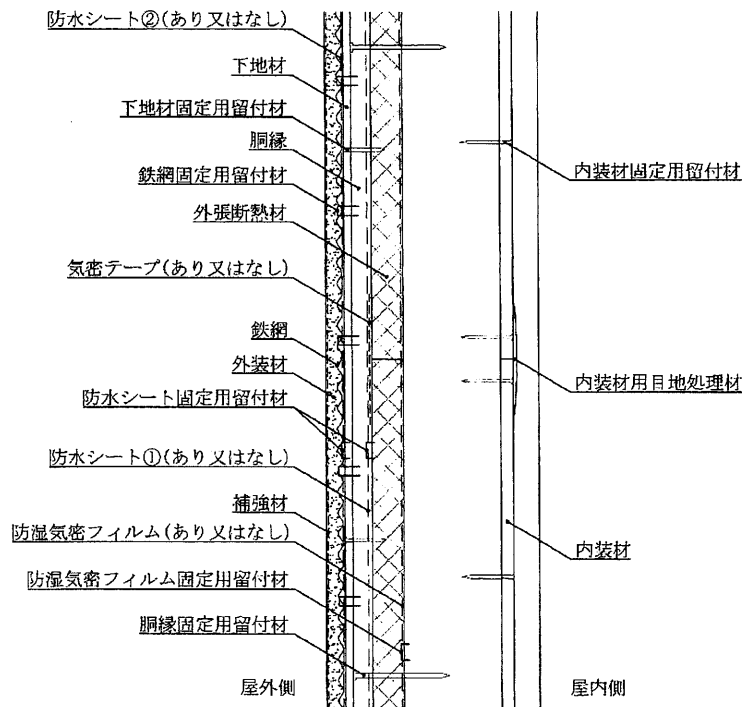 防水シート②(あり又はなし)
下地材
下地材固定用留付材
胴縁
鉄網固定用留付材
外張断熱材
気密テープ(あり又はなし)
鉄網
外装材
防水シート固定用留付材
防水シート①(あり又はなし)
補強材
防湿気密フィルム(あり又はなし)
防湿気密フィルム固定用留付材
胴縁固定用留付材
屋外側
内装材固定用留付材
内装材用目地処理材
内装材
屋内側